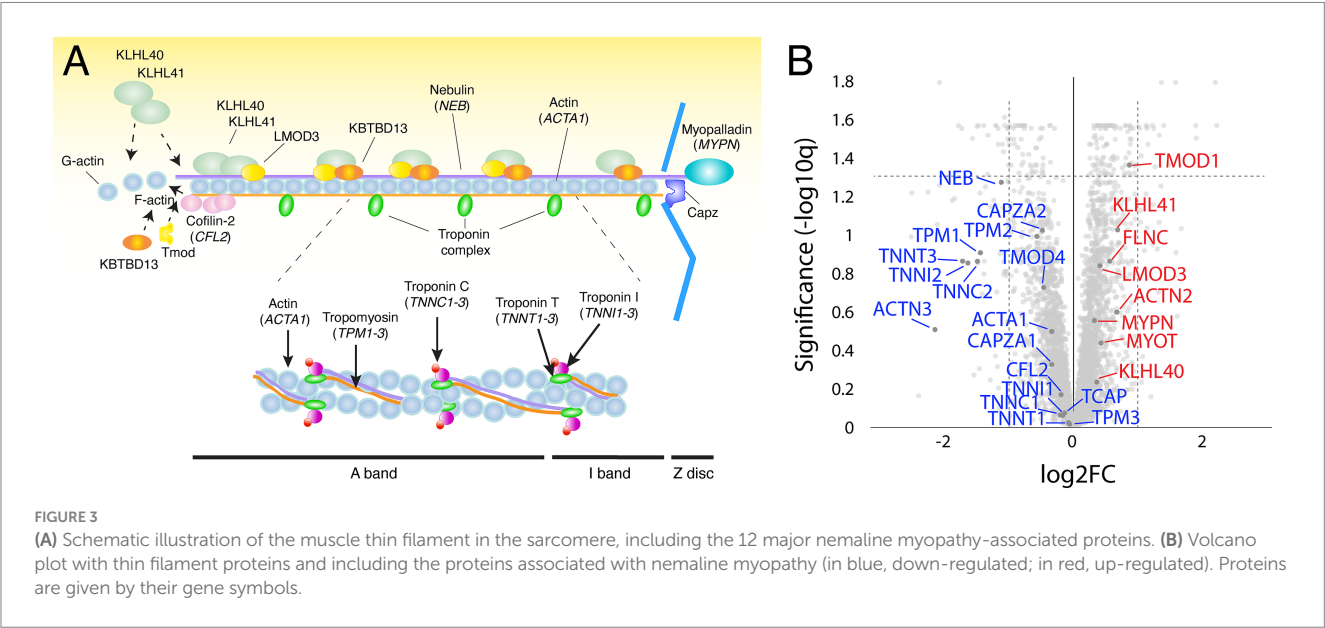 A
KLHL40
KLHL41
KLHL40
KLHL41
LMOD3
KBTBD13
Nebulin
(NEB)
Actin
(ACTA1)
Myopalladin
(MYPN)
G-actin
F-actin
Cofilin-2
(CFL2)
Tmod
KBTBD13
Troponin
complex
Capz
Actin
(ACTA1)
Tropomyosin
(TPM1-3)
Troponin C
(TNNC1-3)
Troponin T
(TNNT1-3)
Troponin I
(TNNI1-3)
A band
I band
Z disc
B
Significance (-log10q)
1.8
1.6
1.4
1.2
1
0.8
0.6
0.4
0.2
0
-2
0
2
log2FC
NEB
CAPZA2
TPM2
TPM1
TNNT3
TNNI2
TNNC2
TMOD4
ACTN3
ACTA1
CAPZA1
CFL2
TNNI1
TNNC1
TNNT1
TCAP
TPM3
TMOD1
KLHL41
FLNC
LMOD3
ACTN2
MYPN
MYOT
KLHL40
FIGURE 3
(A) Schematic illustration of the muscle thin filament in the sarcomere, including the 12 major nemaline myopathy-associated proteins. (B) Volcano
plot with thin filament proteins and including the proteins associated with nemaline myopathy (in blue, down-regulated; in red, up-regulated). Proteins
are given by their gene symbols.